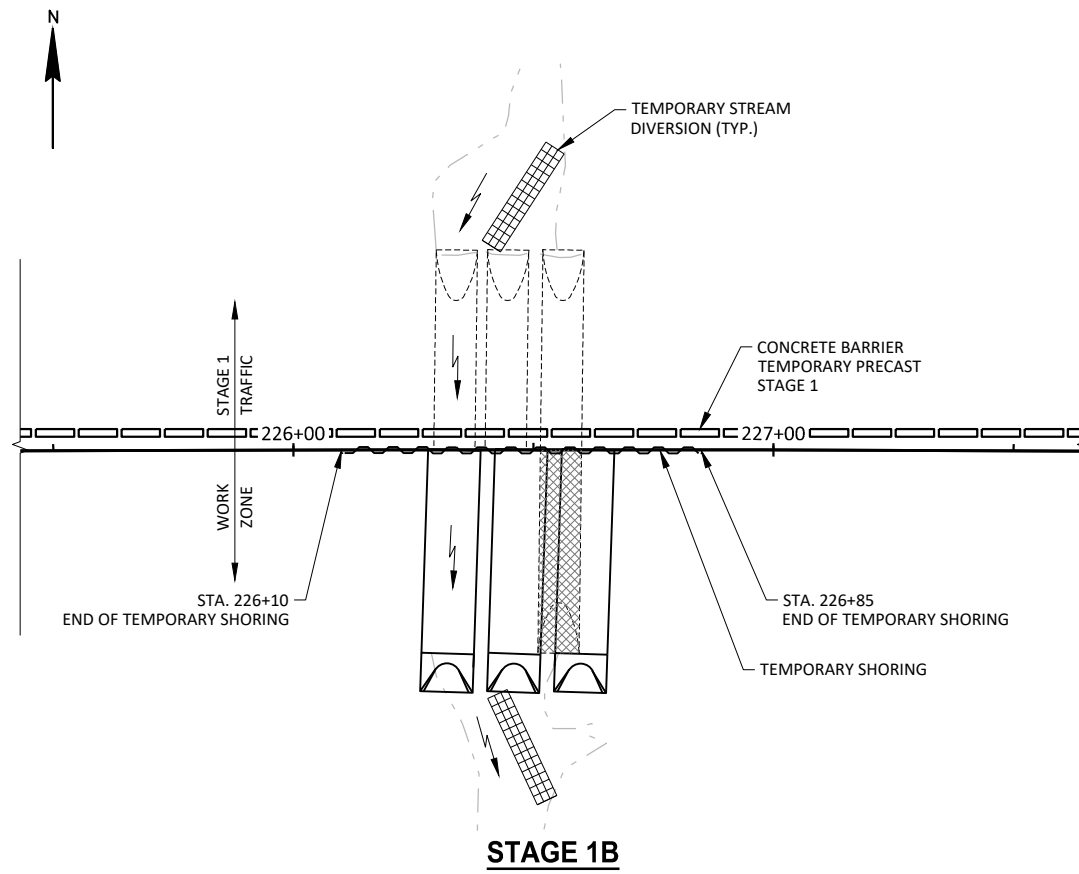 N
TEMPORARY STREAM
DIVERSION (TYP.)
STAGE 1
TRAFFIC
CONCRETE BARRIER
TEMPORARY PRECAST
STAGE 1
226+00
227+00
WORK
ZONE
STA. 226+10
END OF TEMPORARY SHORING
STA. 226+85
END OF TEMPORARY SHORING
TEMPORARY SHORING
STAGE 1B